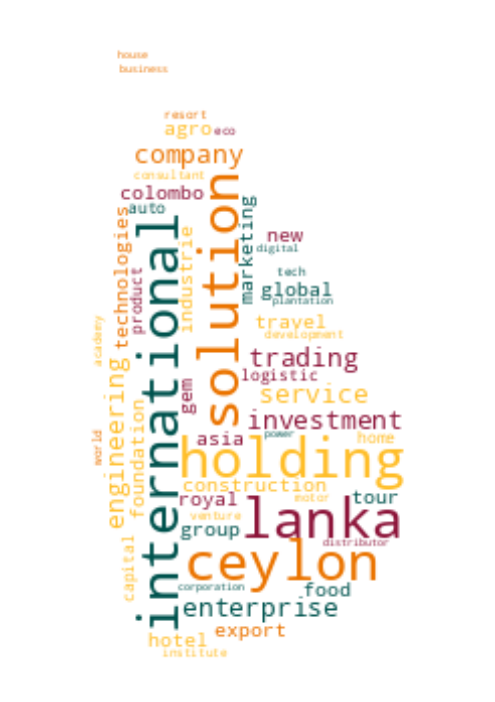 house
business
resort
agro
eco
company
consultant
colombo
auto
solution
technologies
international
marketing
industrie
product
new
digital
tech
global
plantation
travel
development
academy
trading
logistic
gem
engineering
service
foundation
investment
asia
power
home
world
holding
construction
royal
motor
tour
lanka
venture
group
distributor
capital
ceylon
corporation
food
enterprise
export
hotel
institute